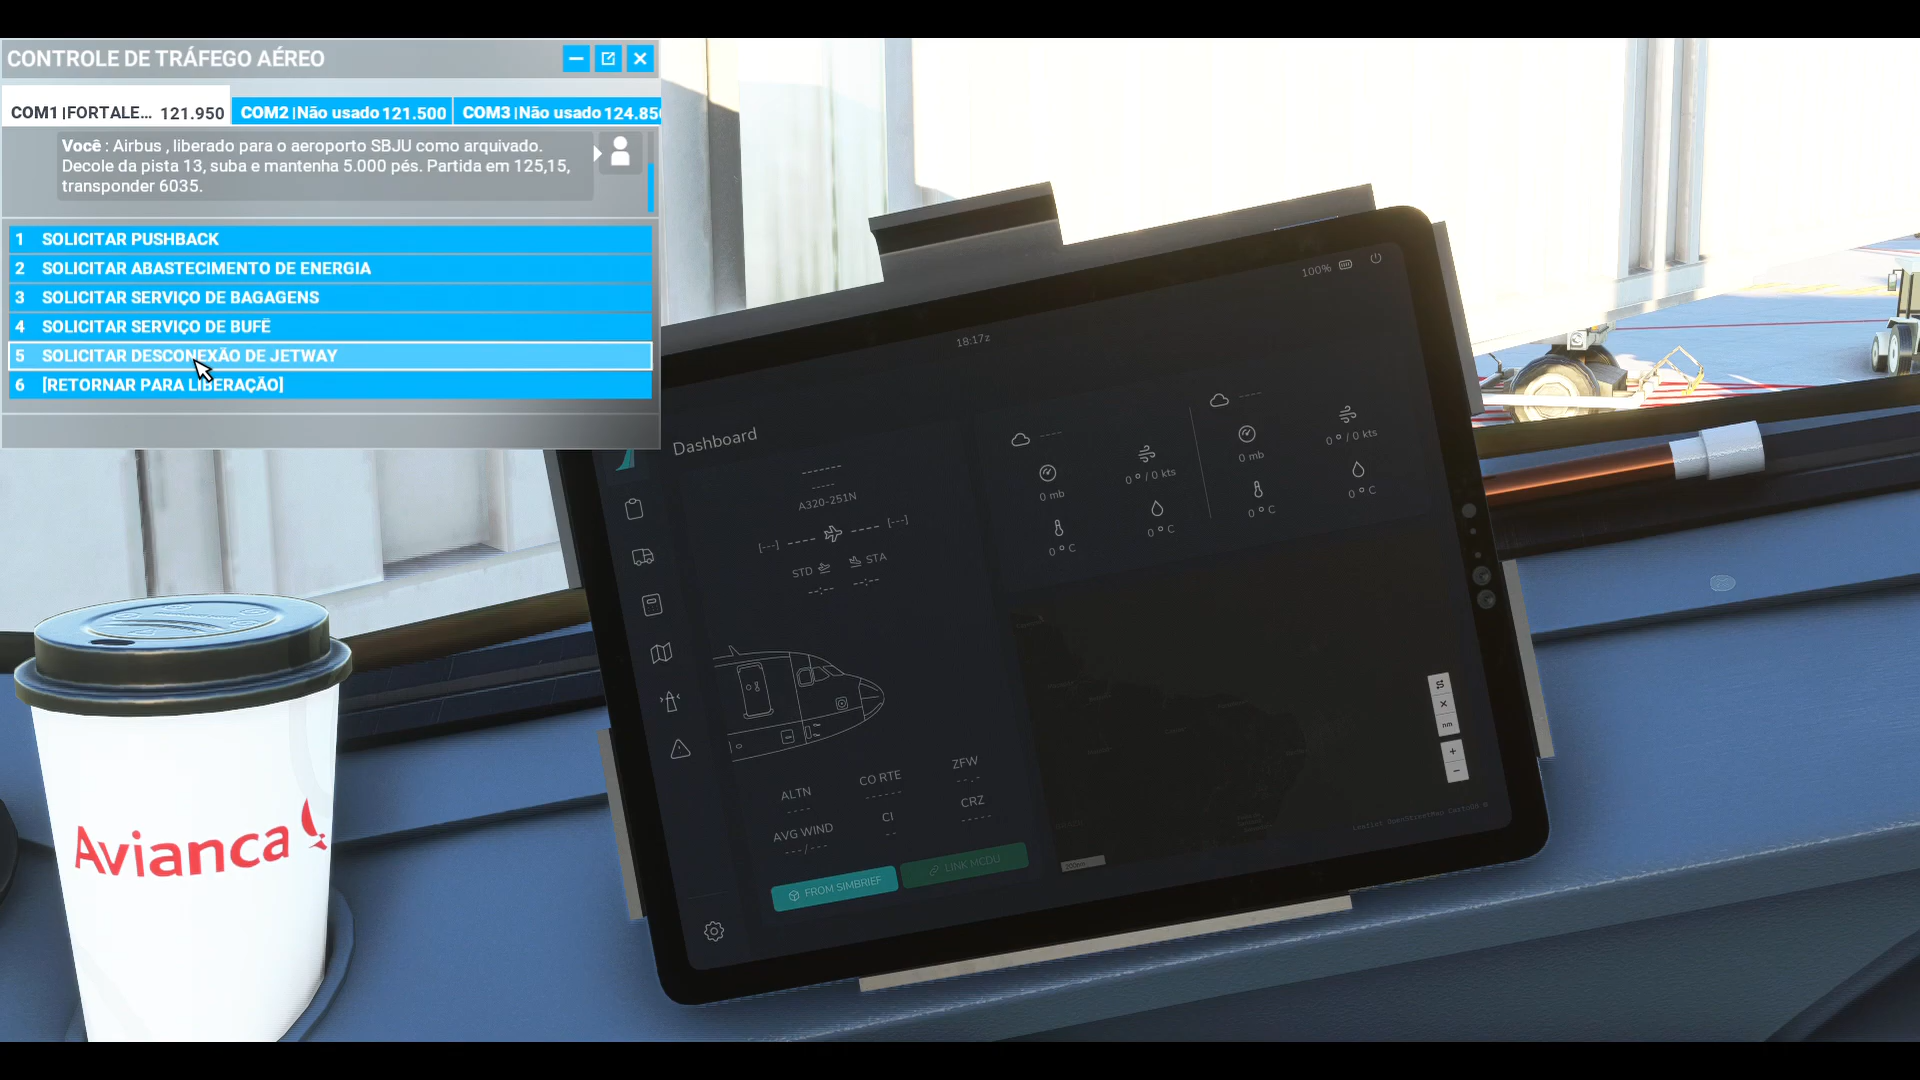 CONTROLE DE TRÁFEGO AÉREO
COM1 |FORTALE... 121.950
COM2 |Não usado 121.500
COM3 |Não usado 124.85
Você : Airbus , liberado para o aeroporto SBJU como arquivado.
Decole da pista 13, suba e mantenha 5.000 pés. Partida em 125,15,
transponder 6035.
1 SOLICITAR PUSHBACK
2 SOLICITAR ABASTECIMENTO DE ENERGIA
3 SOLICITAR SERVIÇO DE BAGAGENS
4 SOLICITAR SERVIÇO DE BUFÊ
5 SOLICITAR DESCONEXÃO DE JETWAY
6 [RETORNAR PARA LIBERAÇÃO]
100%
18:17z
Dashboard
-------
-----
A320-251N
[---] ---- ---- [---]
STD STA
--:-- --:--
----
0 mb
0 ° / 0 kts
0 ° C
0 ° C
----
0 mb
0 ° / 0 kts
0 ° C
0 ° C
ALTN
----
CO RTE
------
ZFW
--.-
AVG WIND
---/---
CI
--
CRZ
-----
FROM SIMBRIEF
LINK MCDU
nm
+
−
Leaflet OpenStreetMap CartoDB ©
Avianca